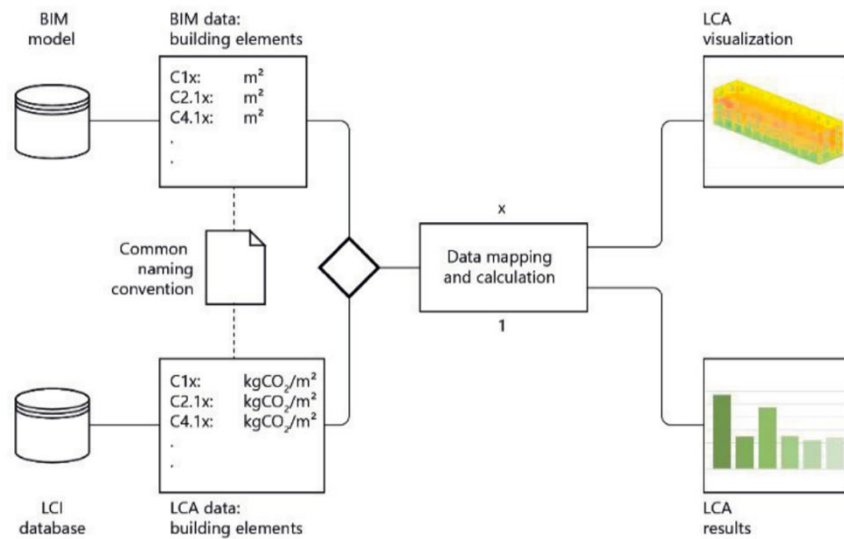 BIM
model
BIM data:
building elements
C1x: m²
C2.1x: m²
C4.1x: m²
.
.
LCA
visualization
Common
naming
convention
x
Data mapping
and calculation
1
C1x: kgCO₂/m²
C2.1x: kgCO₂/m²
C4.1x: kgCO₂/m²
.
.
LCI
database
LCA data:
building elements
LCA
results